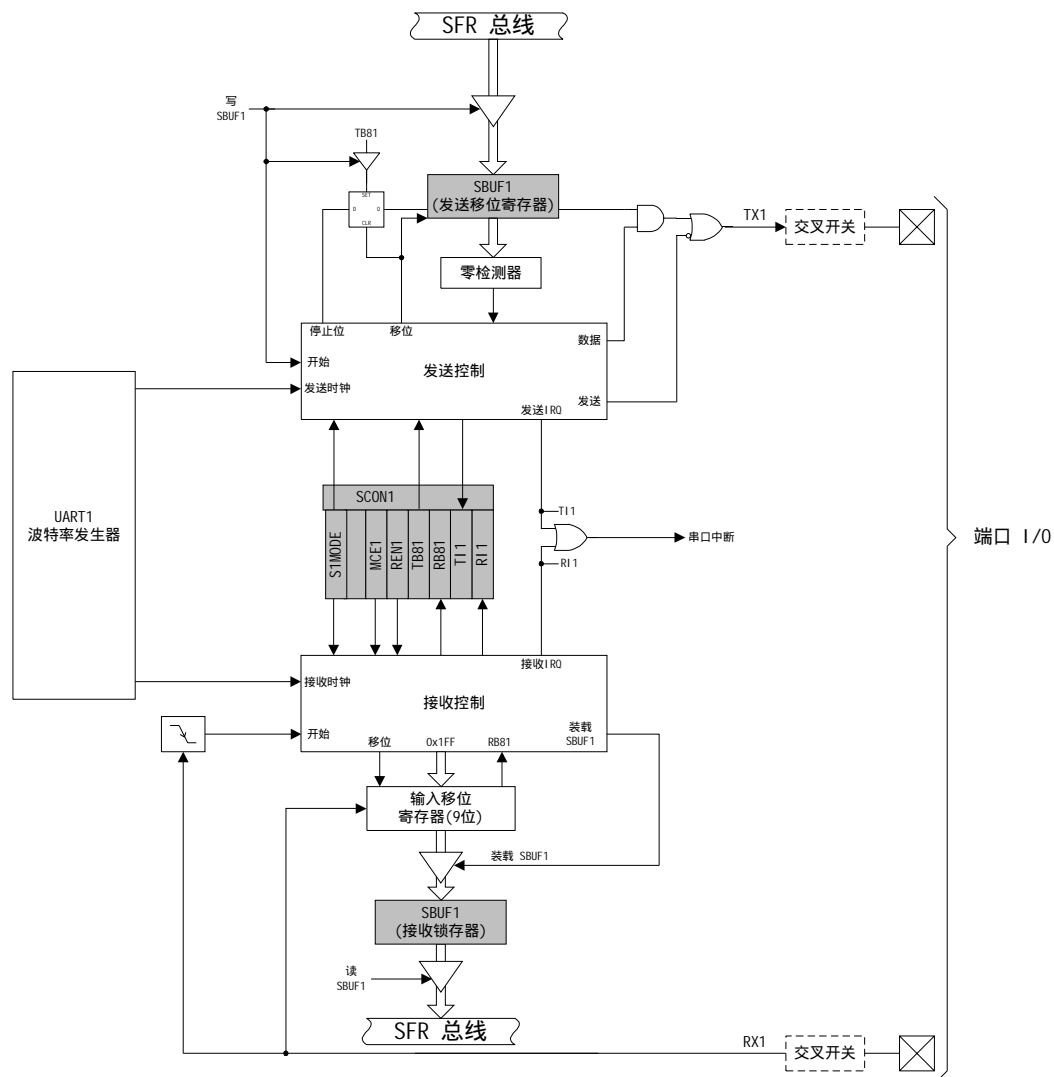 SFR 总线
写
SBUF1
TB81
SET
D
Q
CLR
SBUF1
(发送移位寄存器)
TX1
交叉开关
零检测器
停止位
移位
数据
开始
发送控制
发送时钟
发送
发送IRQ
UART1
波特率发生器
SCON1
S1MODE
MCE1
REN1
TB81
RB81
TI1
RI1
TI1
串口中断
RI1
端口 I/O
接收IRQ
接收时钟
接收控制
开始
装载
SBUF1
移位
0x1FF
RB81
输入移位
寄存器(9位)
装载 SBUF1
SBUF1
(接收锁存器)
读
SBUF1
SFR 总线
RX1
交叉开关